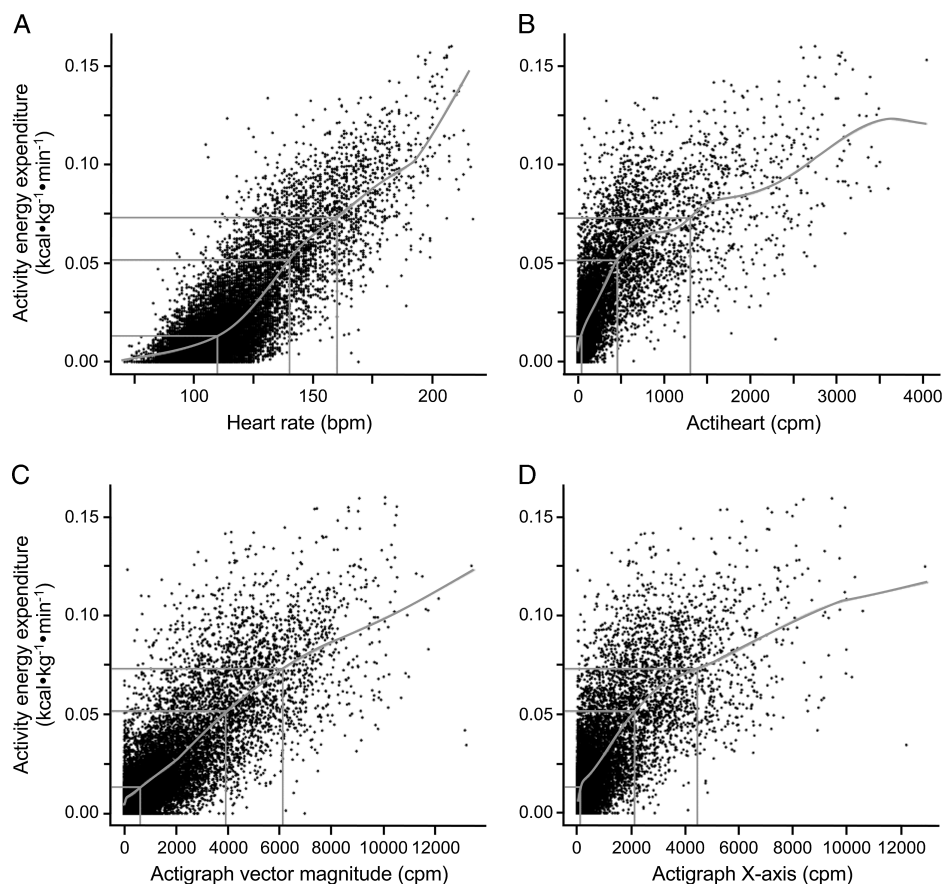 A
B
Activity energy expenditure
(kcal•kg⁻¹•min⁻¹)
0.15
0.10
0.05
0.00
100 150 200
Heart rate (bpm)
0.15
0.10
0.05
0.00
0 1000 2000 3000 4000
Actiheart (cpm)
C
D
Activity energy expenditure
(kcal•kg⁻¹•min⁻¹)
0.15
0.10
0.05
0.00
0 2000 4000 6000 8000 10000 12000
Actigraph vector magnitude (cpm)
0.15
0.10
0.05
0.00
0 2000 4000 6000 8000 10000 12000
Actigraph X-axis (cpm)